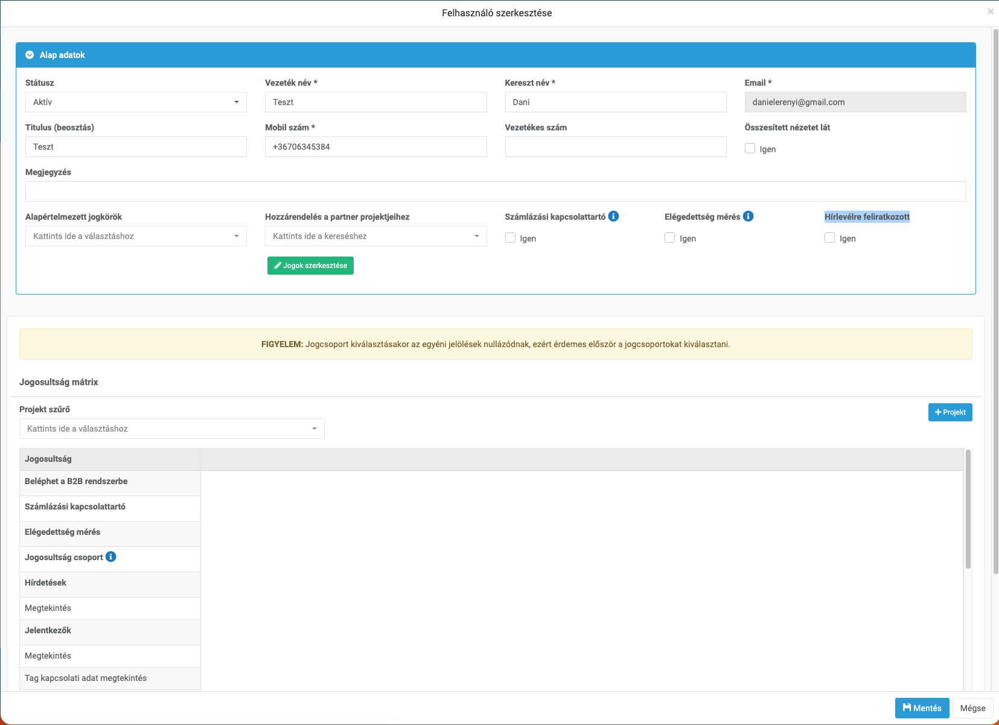 Felhasználó szerkesztése
×
Alap adatok
Státusz
Vezeték név *
Kereszt név *
Email *
Aktív
Teszt
Dani
danielerenyi@gmail.com
Titulus (beosztás)
Mobil szám *
Vezetékes szám
Összesített nézetet lát
Teszt
+36706345384
Igen
Megjegyzés
Alapértelmezett jogkörök
Hozzárendelés a partner projektjeihez
Számlázási kapcsolattartó
Elégedettség mérés
Hírlevélre feliratkozott
Kattints ide a választáshoz
Kattints ide a kereséshez
Igen
Igen
Igen
Jogok szerkesztése
FIGYELEM: Jogcsoport kiválasztásakor az egyéni jelölések nullázódnak, ezért érdemes először a jogcsoportokat kiválasztani.
Jogosultság mátrix
Projekt szűrő
+ Projekt
Kattints ide a választáshoz
Jogosultság
Beléphet a B2B rendszerbe
Számlázási kapcsolattartó
Elégedettség mérés
Jogosultság csoport
Hírdetések
Megtekintés
Jelentkezők
Megtekintés
Tag kapcsolati adat megtekintés
Mentés
Mégse